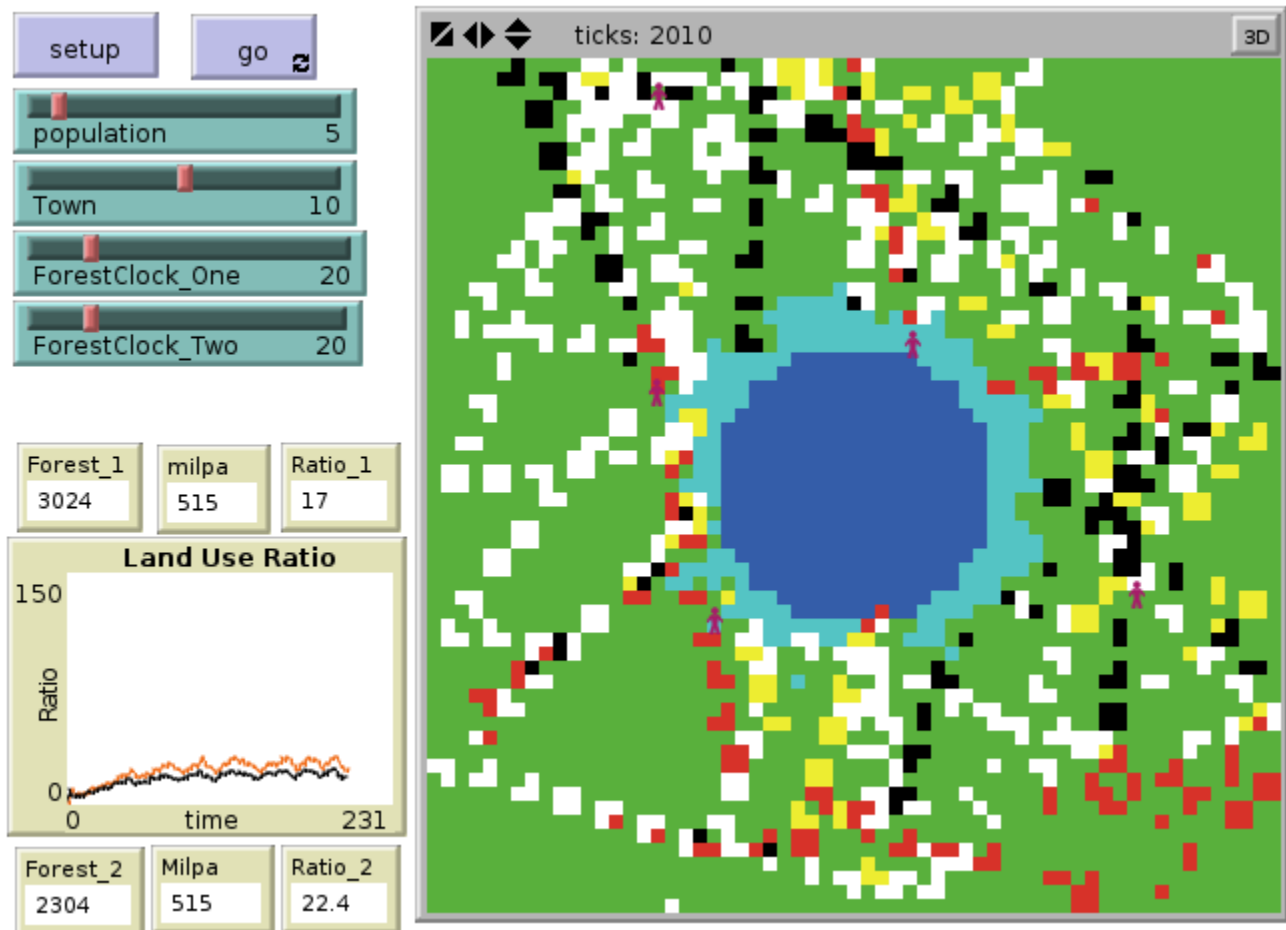 setup
go
population 5
Town 10
ForestClock_One 20
ForestClock_Two 20
Forest_1
3024
milpa
515
Ratio_1
17
Land Use Ratio
150
Ratio
0
0 time 231
Forest_2
2304
Milpa
515
Ratio_2
22.4
ticks: 2010
3D